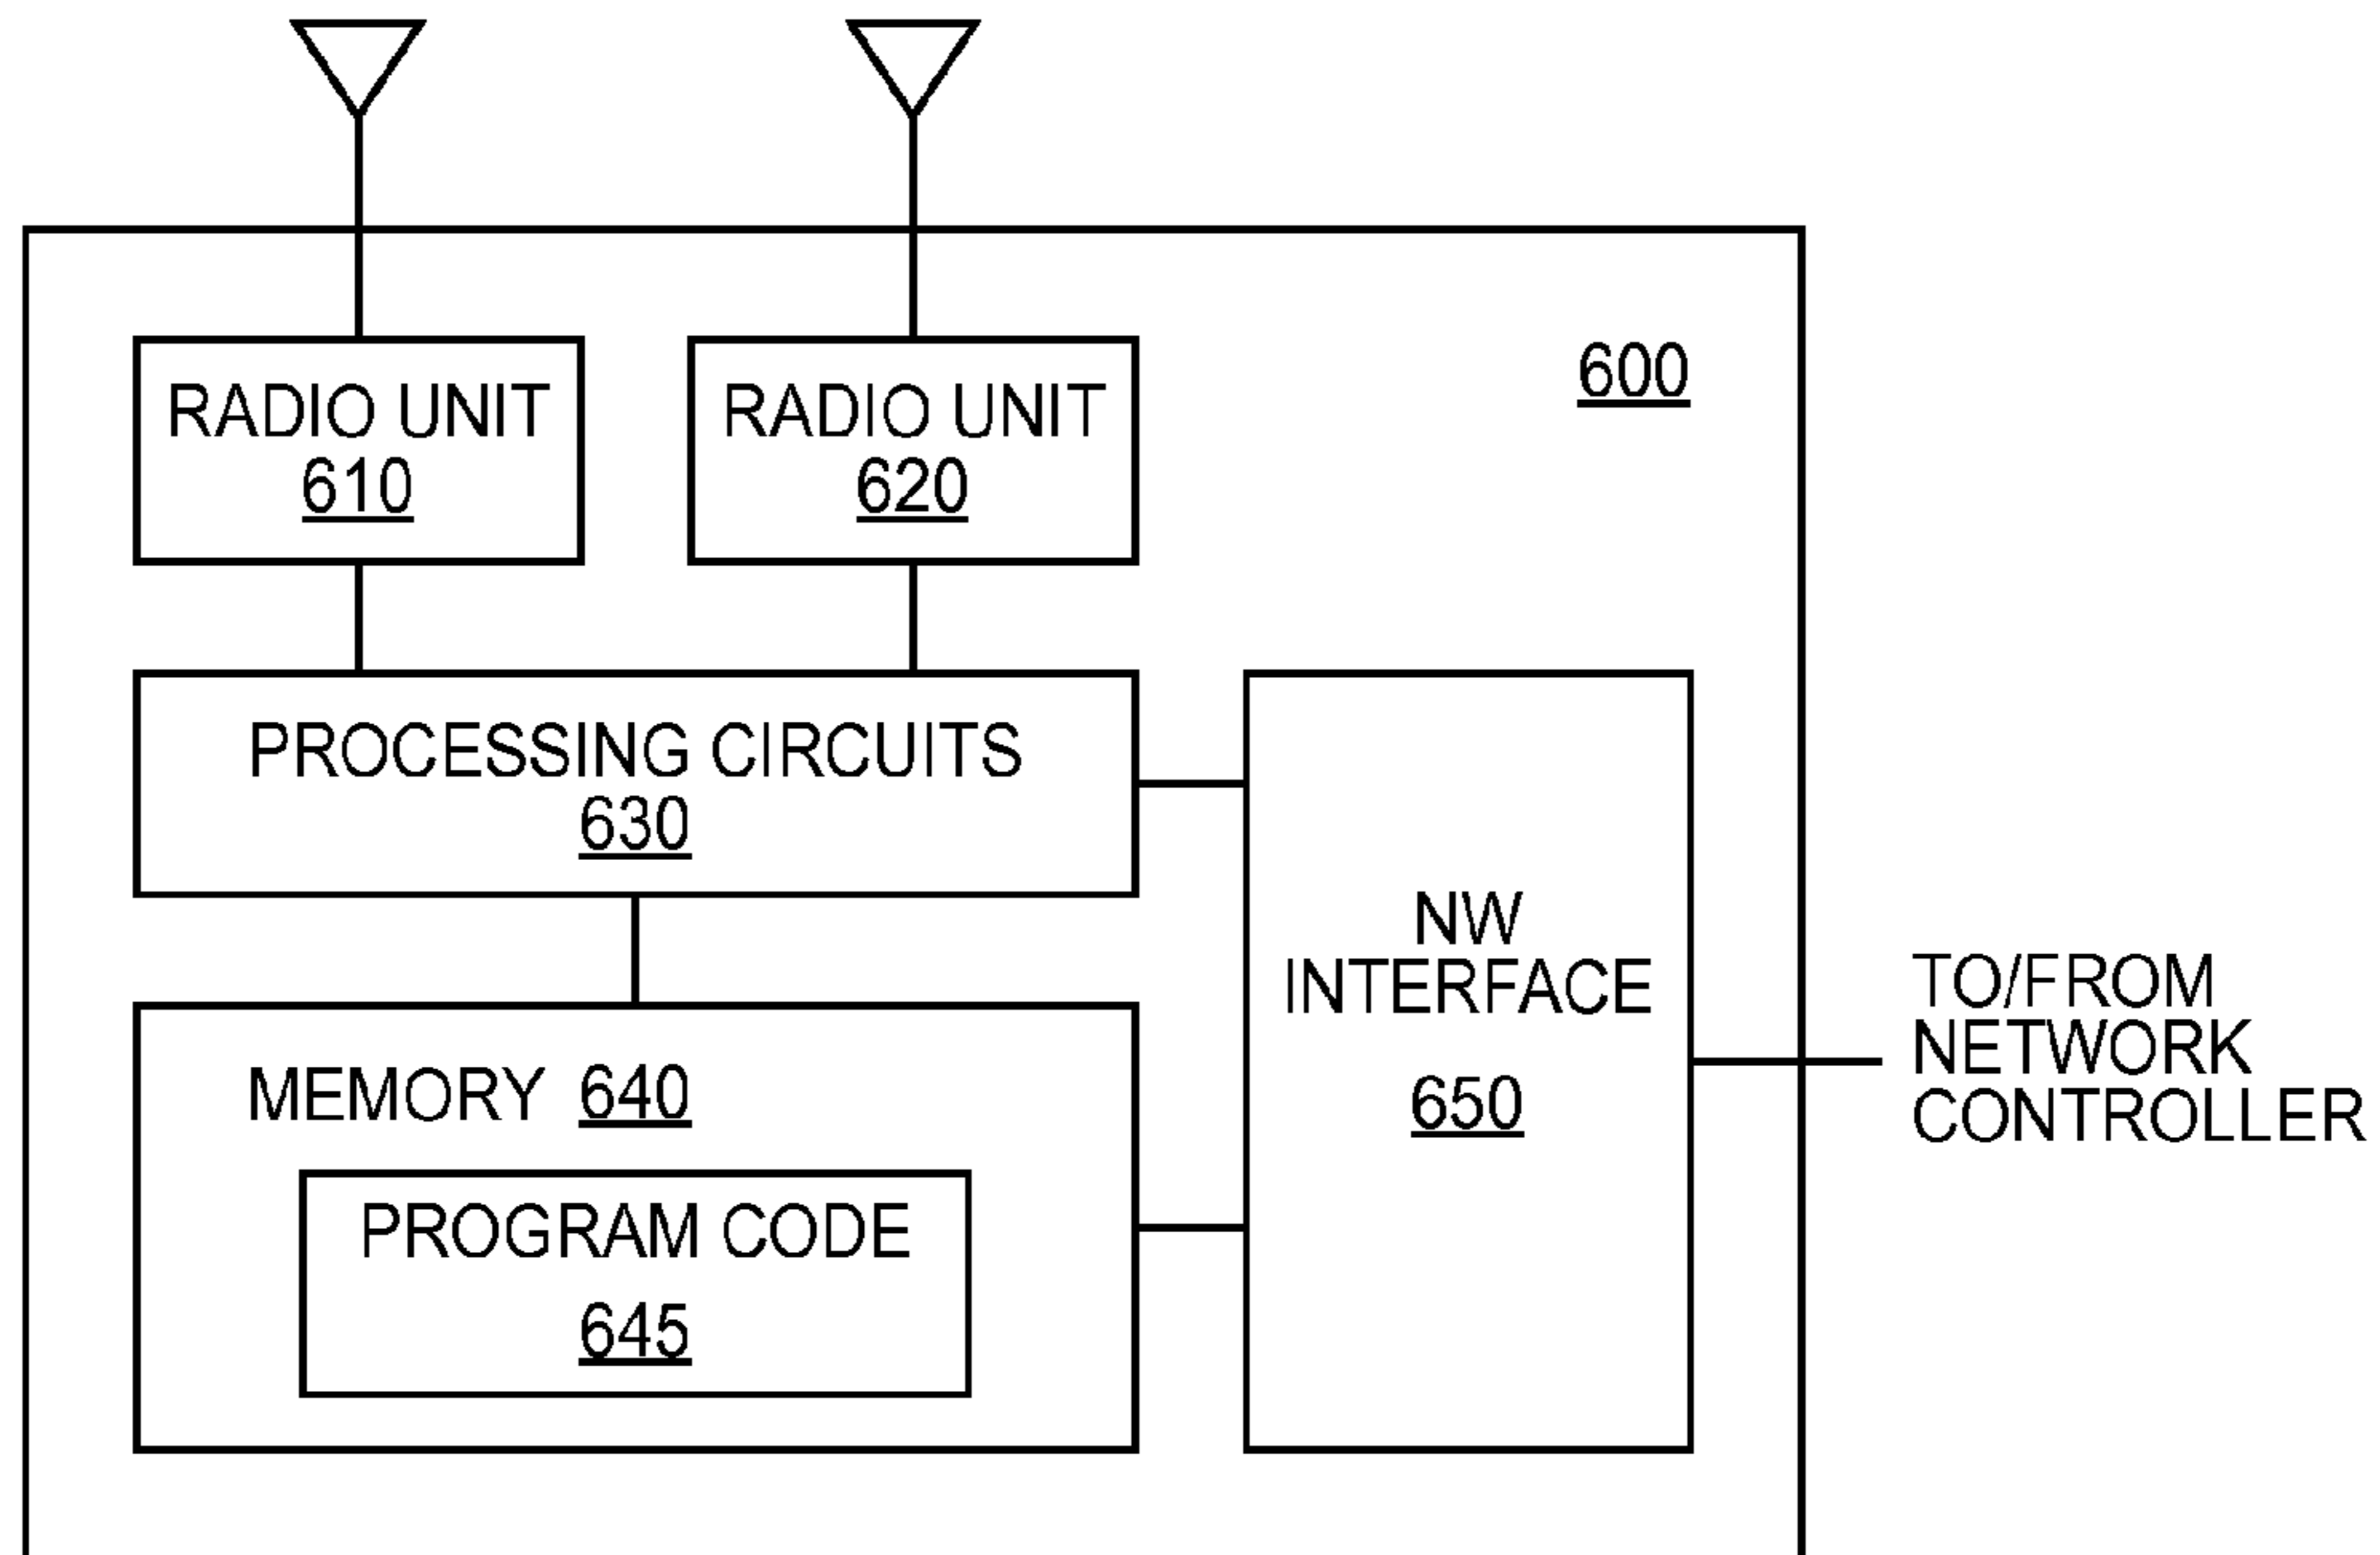 600
RADIO UNIT
610
RADIO UNIT
620
PROCESSING CIRCUITS
630
MEMORY 640
PROGRAM CODE
645
NW
INTERFACE
650
TO/FROM
NETWORK
CONTROLLER